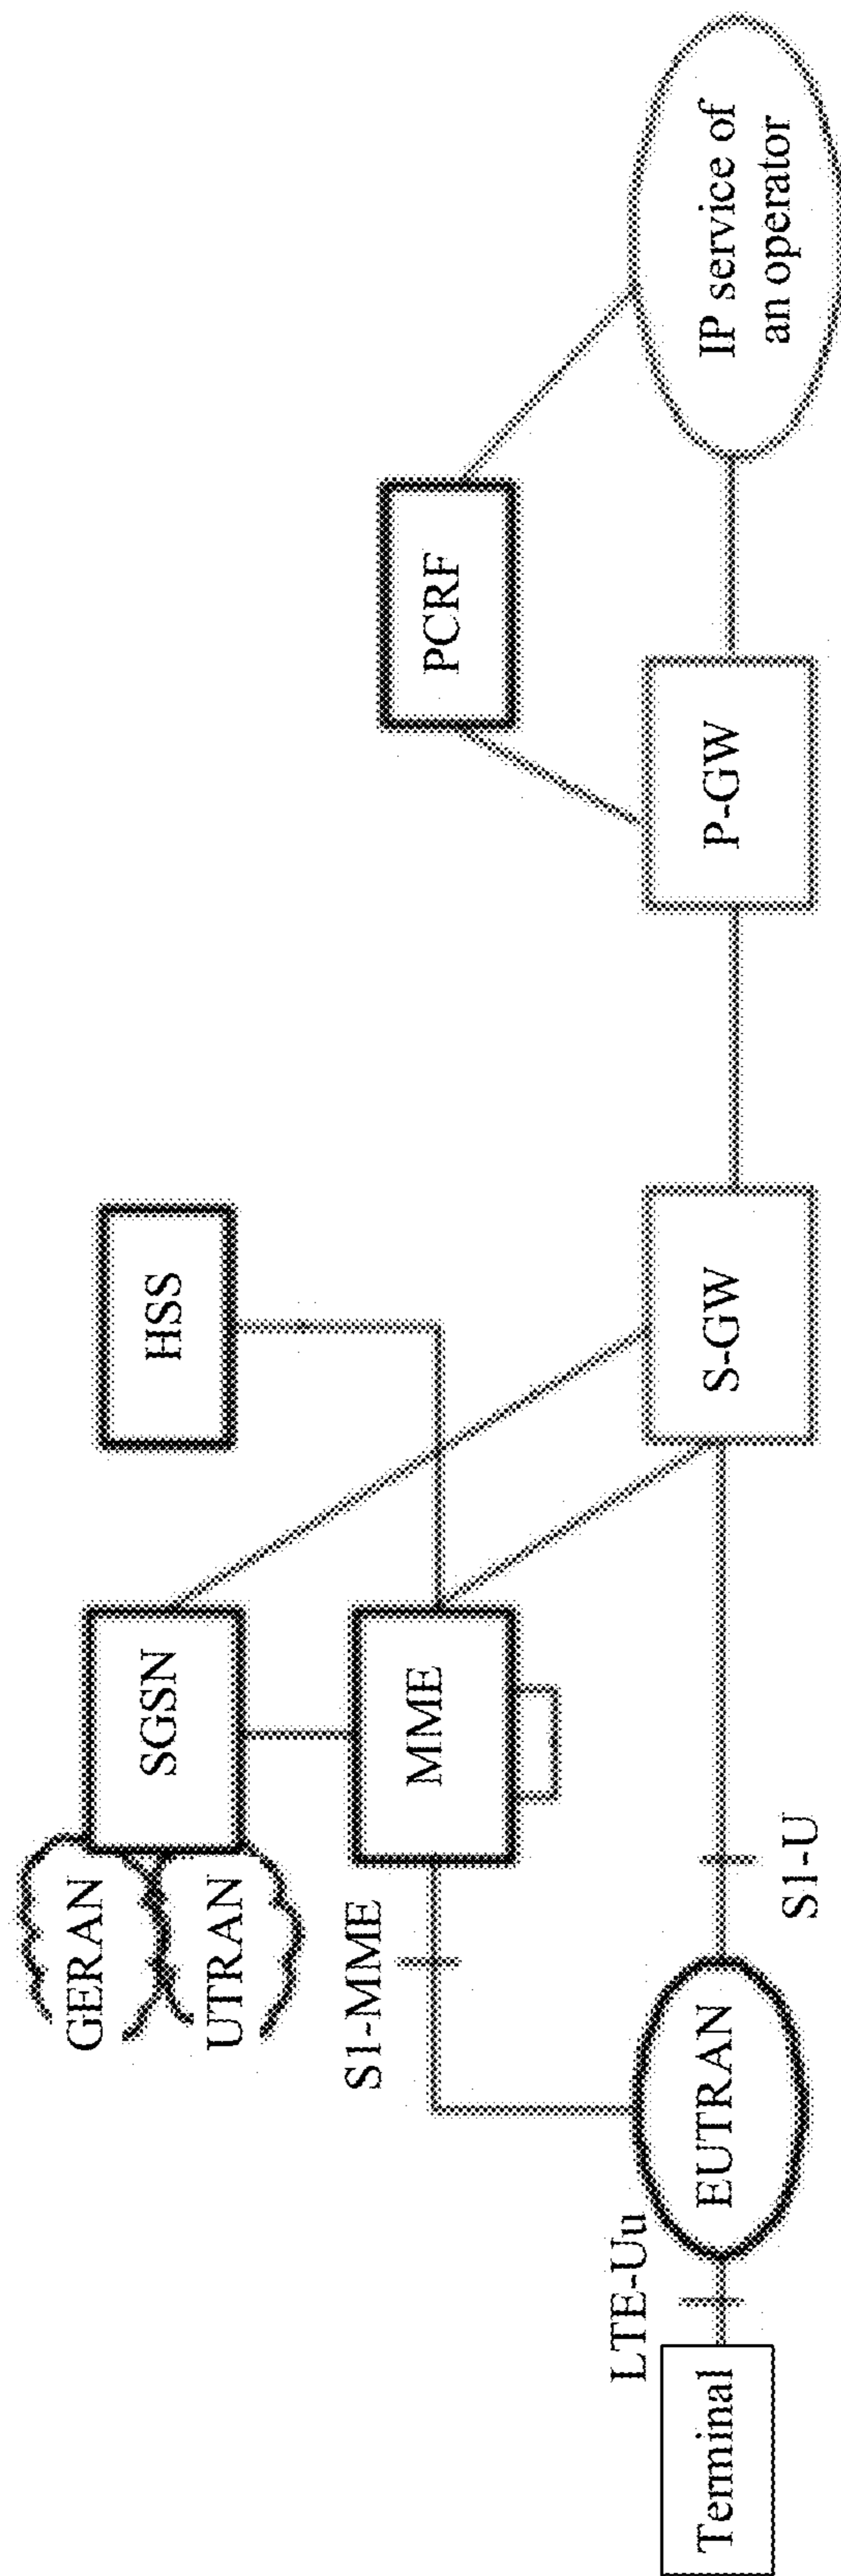 GERAN
UTRAN
SGSN
HSS
S1-MME
MME
PCRF
LTE-Uu
Terminal
EUTRAN
S1-U
S-GW
P-GW
IP service of
an operator